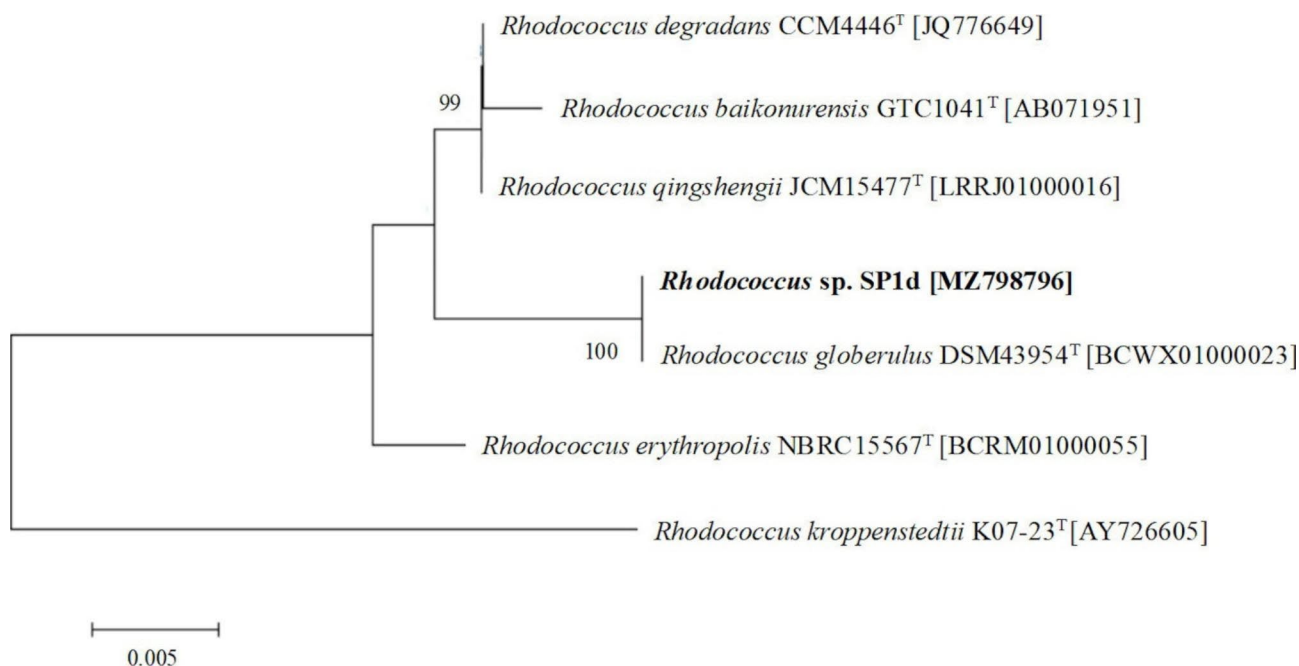 Rhodococcus degradans CCM4446ᵀ [JQ776649]
99
Rhodococcus baikonurensis GTC1041ᵀ [AB071951]
Rhodococcus qingshengii JCM15477ᵀ [LRRJ01000016]
Rhodococcus sp. SP1d [MZ798796]
100
Rhodococcus globerulus DSM43954ᵀ [BCWX01000023]
Rhodococcus erythropolis NBRC15567ᵀ [BCRM01000055]
Rhodococcus kroppenstedtii K07-23ᵀ [AY726605]
0.005